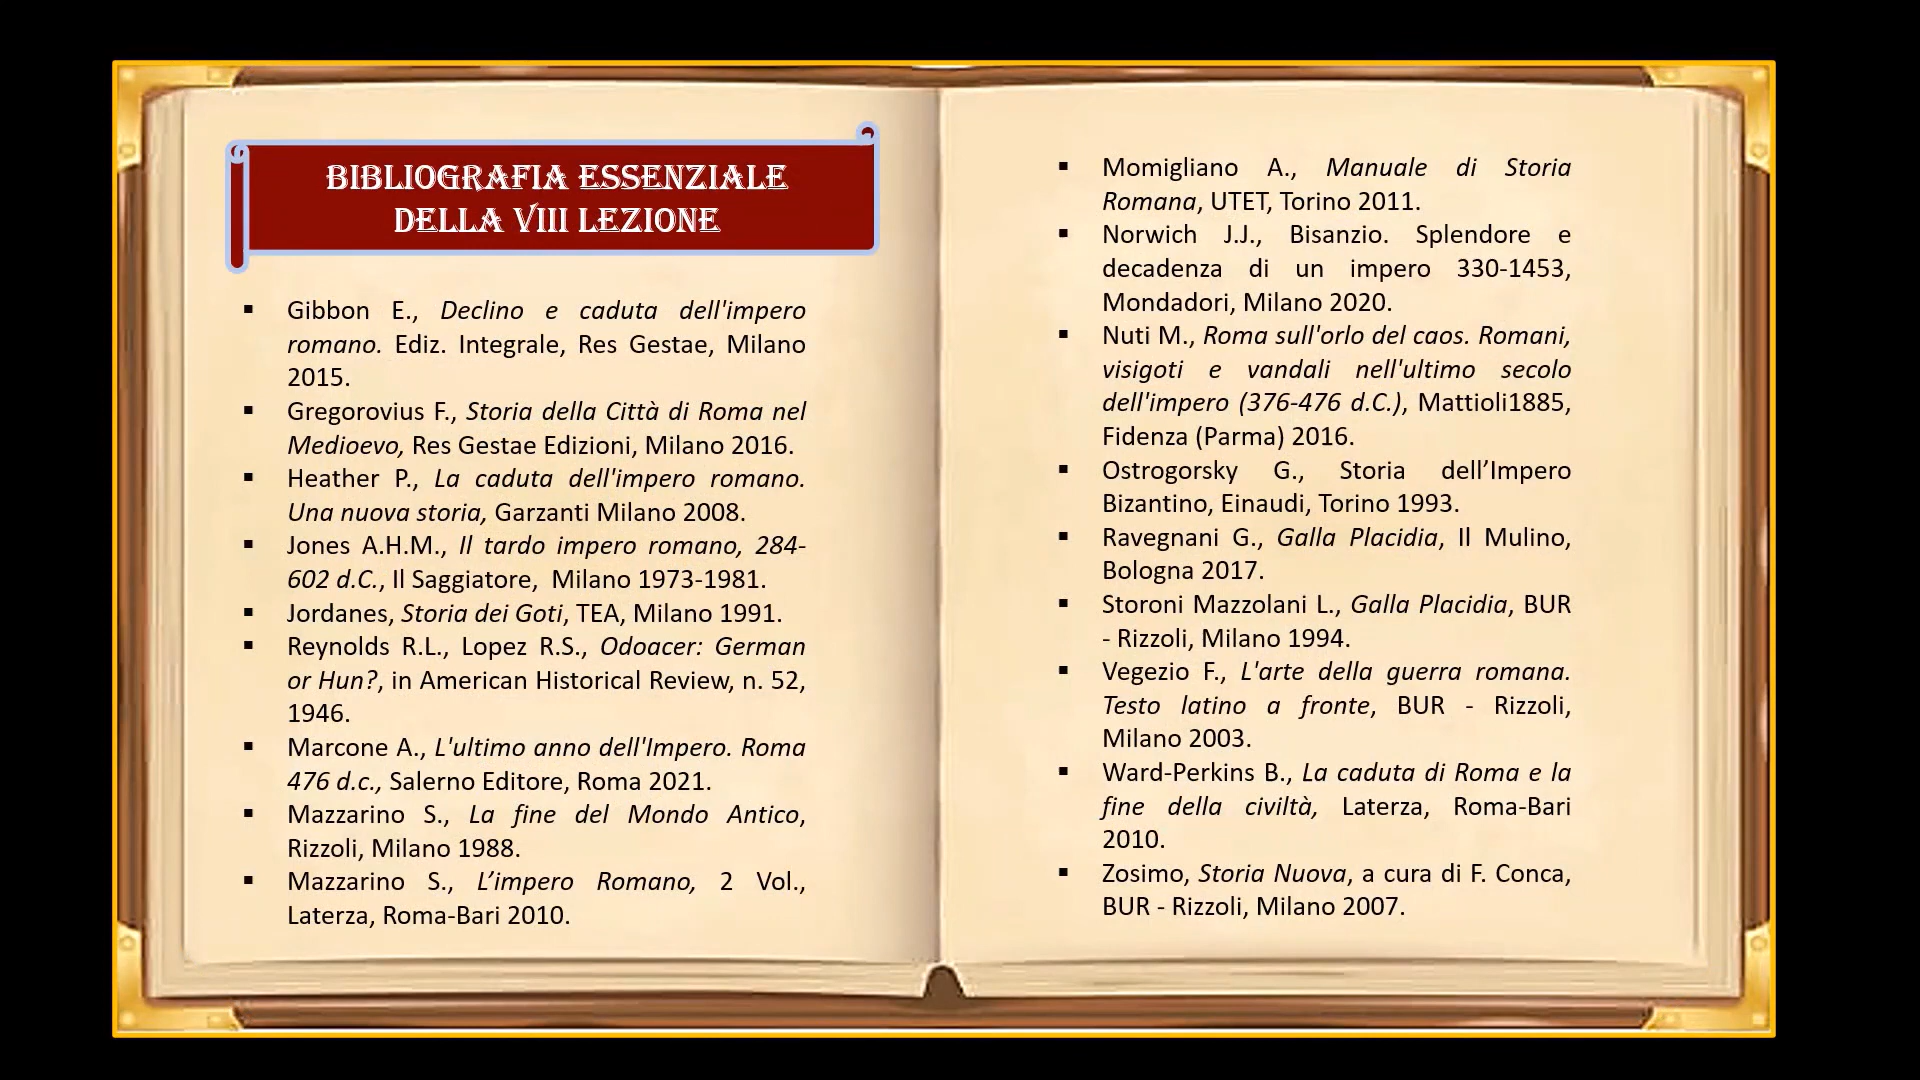 BIBLIOGRAFIA ESSENZIALE
DELLA VIII LEZIONE
▪ Gibbon E., Declino e caduta dell'impero
romano. Ediz. Integrale, Res Gestae, Milano
2015.
▪ Gregorovius F., Storia della Città di Roma nel
Medioevo, Res Gestae Edizioni, Milano 2016.
▪ Heather P., La caduta dell'impero romano.
Una nuova storia, Garzanti Milano 2008.
▪ Jones A.H.M., Il tardo impero romano, 284-
602 d.C., Il Saggiatore, Milano 1973-1981.
▪ Jordanes, Storia dei Goti, TEA, Milano 1991.
▪ Reynolds R.L., Lopez R.S., Odoacer: German
or Hun?, in American Historical Review, n. 52,
1946.
▪ Marcone A., L'ultimo anno dell'Impero. Roma
476 d.c., Salerno Editore, Roma 2021.
▪ Mazzarino S., La fine del Mondo Antico,
Rizzoli, Milano 1988.
▪ Mazzarino S., L’impero Romano, 2 Vol.,
Laterza, Roma-Bari 2010.
▪ Momigliano A., Manuale di Storia
Romana, UTET, Torino 2011.
▪ Norwich J.J., Bisanzio. Splendore e
decadenza di un impero 330-1453,
Mondadori, Milano 2020.
▪ Nuti M., Roma sull'orlo del caos. Romani,
visigoti e vandali nell'ultimo secolo
dell'impero (376-476 d.C.), Mattioli1885,
Fidenza (Parma) 2016.
▪ Ostrogorsky G., Storia dell’Impero
Bizantino, Einaudi, Torino 1993.
▪ Ravegnani G., Galla Placidia, Il Mulino,
Bologna 2017.
▪ Storoni Mazzolani L., Galla Placidia, BUR
- Rizzoli, Milano 1994.
▪ Vegezio F., L'arte della guerra romana.
Testo latino a fronte, BUR - Rizzoli,
Milano 2003.
▪ Ward-Perkins B., La caduta di Roma e la
fine della civiltà, Laterza, Roma-Bari
2010.
▪ Zosimo, Storia Nuova, a cura di F. Conca,
BUR - Rizzoli, Milano 2007.